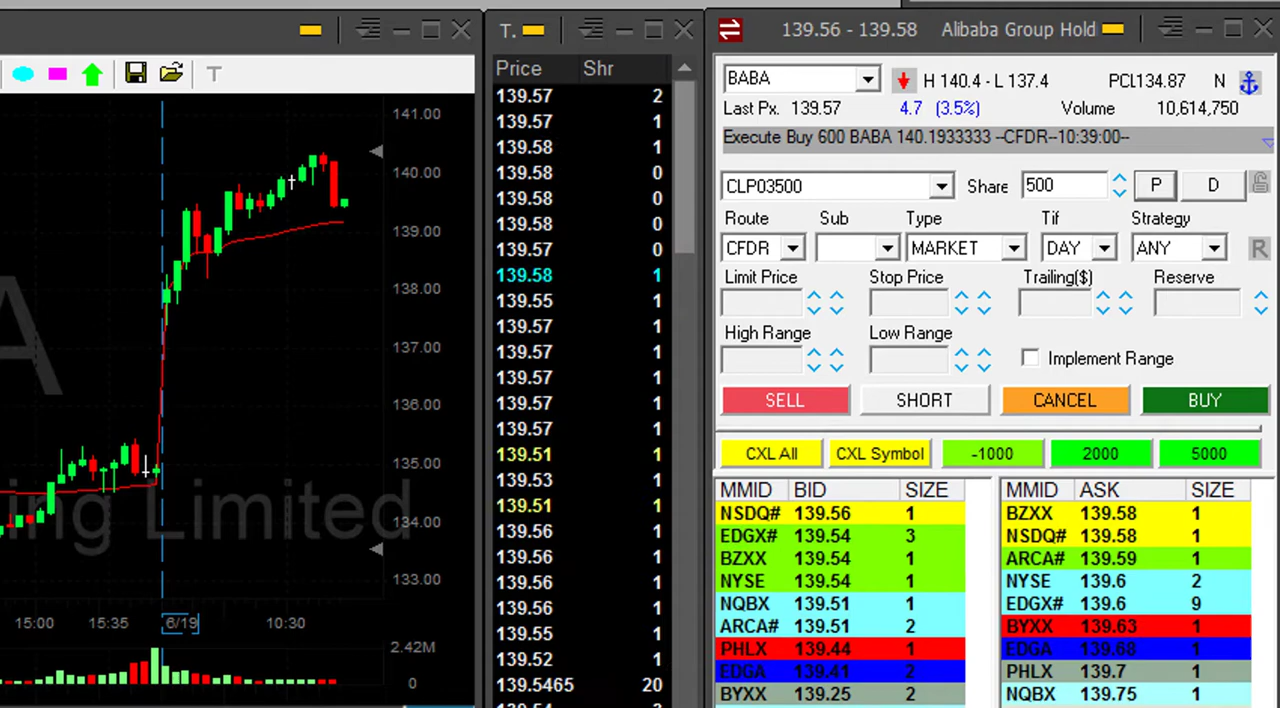 T.
139.56 - 139.58 Alibaba Group Hold
T
141.00
140.00
139.00
138.00
137.00
136.00
135.00
134.00
133.00
A
ing Limited
15:00 15:35 6/19 10:30
2.42M
0
Price Shr
139.57 2
139.57 1
139.58 1
139.58 0
139.58 0
139.58 0
139.57 0
139.58 1
139.55 1
139.57 1
139.57 1
139.57 1
139.57 1
139.57 1
139.51 1
139.53 1
139.51 1
139.56 1
139.56 1
139.56 1
139.56 1
139.55 1
139.52 1
139.5465 20
BABA H 140.4 - L 137.4 PCL134.87 N
Last Px. 139.57 4.7 (3.5%) Volume 10,614,750
Execute Buy 600 BABA 140.1933333 --CFDR--10:39:00--
CLP03500 Share 500 P D
Route Sub Type Tif Strategy
CFDR MARKET DAY ANY R
Limit Price Stop Price Trailing($) Reserve
High Range Low Range
Implement Range
SELL SHORT CANCEL BUY
CXL All CXL Symbol -1000 2000 5000
MMID BID SIZE MMID ASK SIZE
NSDQ# 139.56 1 BZXX 139.58 1
EDGX# 139.54 3 NSDQ# 139.58 1
BZXX 139.54 1 ARCA# 139.59 1
NYSE 139.54 1 NYSE 139.6 2
NQBX 139.51 1 EDGX# 139.6 9
ARCA# 139.51 2 BYXX 139.63 1
PHLX 139.44 1 EDGA 139.68 1
EDGA 139.41 2 PHLX 139.7 1
BYXX 139.25 2 NQBX 139.75 1